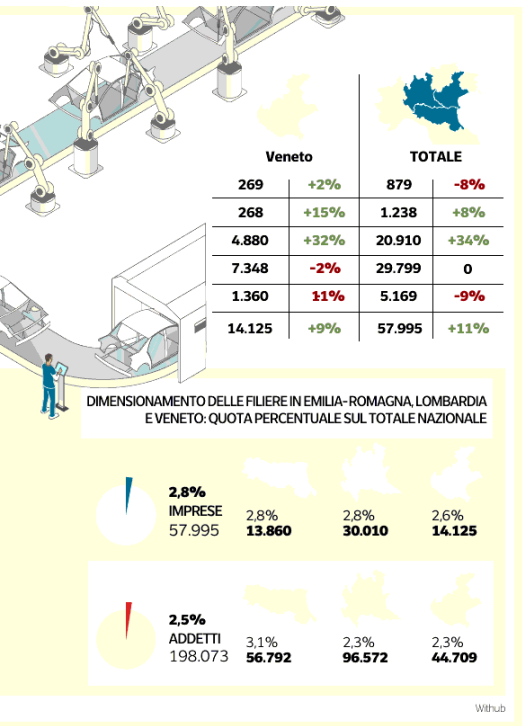 Veneto TOTALE
269 +2% 879 -8%
268 +15% 1.238 +8%
4.880 +32% 20.910 +34%
7.348 -2% 29.799 0
1.360 -11% 5.169 -9%
14.125 +9% 57.995 +11%
DIMENSIONAMENTO DELLE FILIERE IN EMILIA-ROMAGNA, LOMBARDIA
E VENETO: QUOTA PERCENTUALE SUL TOTALE NAZIONALE
2,8%
IMPRESE
57.995
2,8% 2,8% 2,6%
13.860 30.010 14.125
2,5%
ADDETTI
198.073
3,1% 2,3% 2,3%
56.792 96.572 44.709
Withub